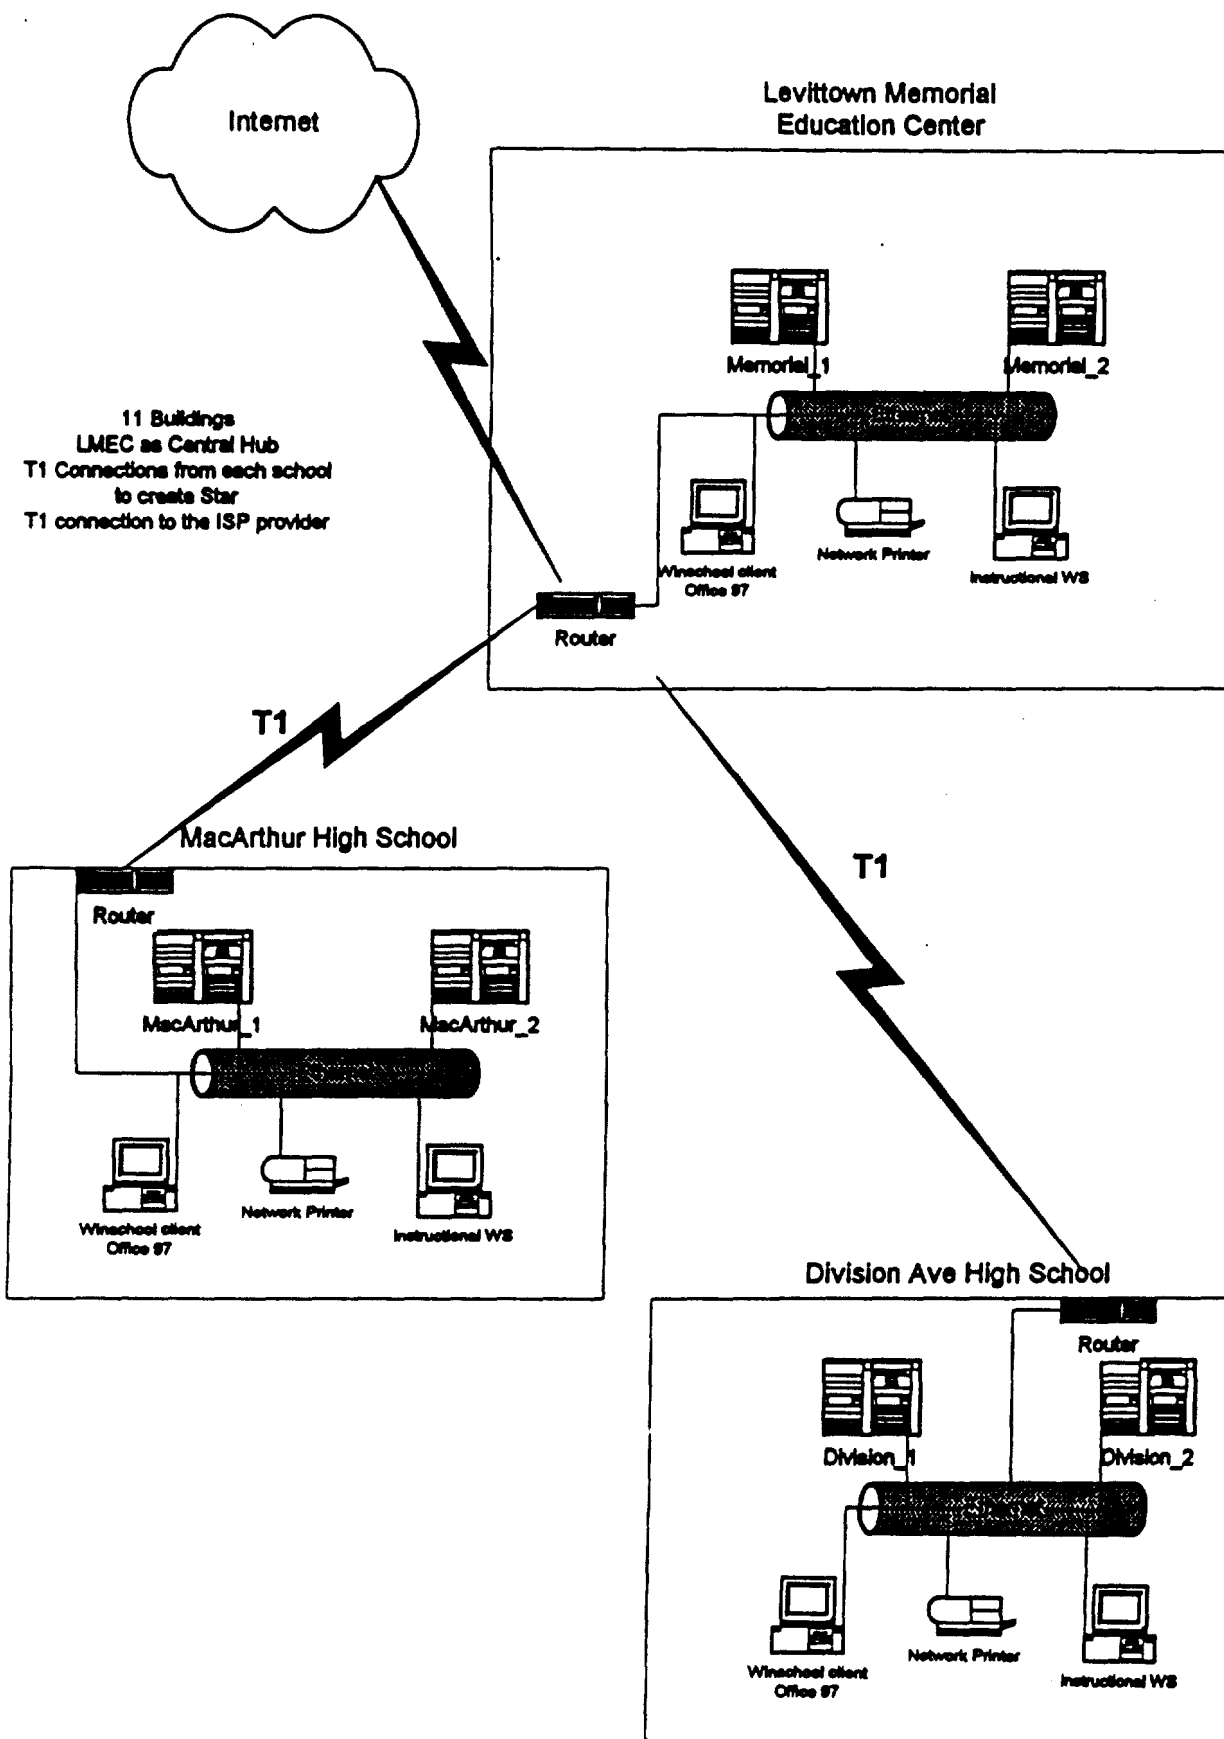 Internet
Levittown Memorial
Education Center
Memorial_1
Memorial_2
11 Buildings
LMEC as Central Hub
T1 Connections from each school
to create Star
T1 connection to the ISP provider
Winschool client
Office 97
Network Printer
Instructional WS
Router
T1
MacArthur High School
Router
MacArthur_1
MacArthur_2
Winschool client
Office 97
Network Printer
Instructional WS
T1
Division Ave High School
Router
Division_1
Division_2
Winschool client
Office 97
Network Printer
Instructional WS